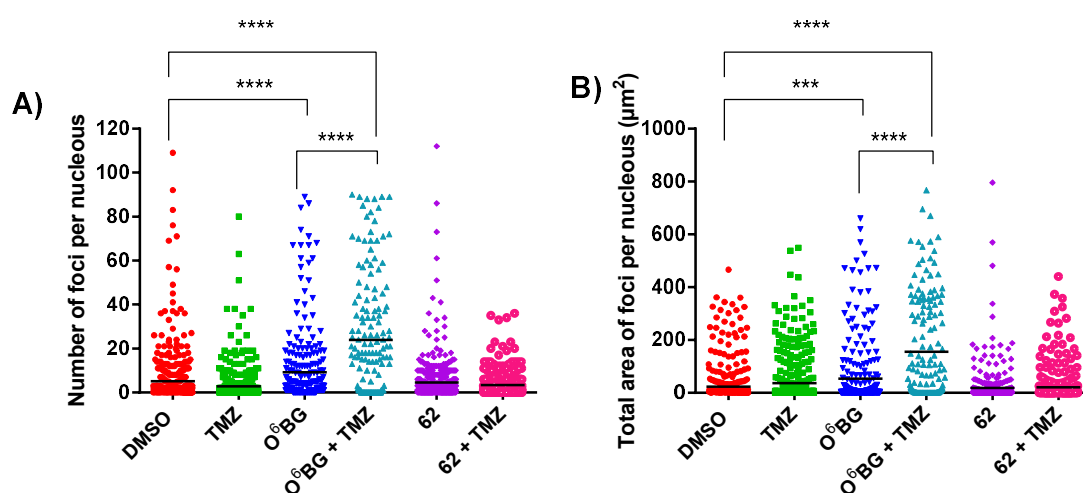 A)
****
****
****
Number of foci per nucleous
120
100
80
60
40
20
0
DMSO
TMZ
O⁶BG
O⁶BG + TMZ
62
62 + TMZ
B)
****
***
****
Total area of foci per nucleous (µm²)
1000
800
600
400
200
0
DMSO
TMZ
O⁶BG
O⁶BG + TMZ
62
62 + TMZ